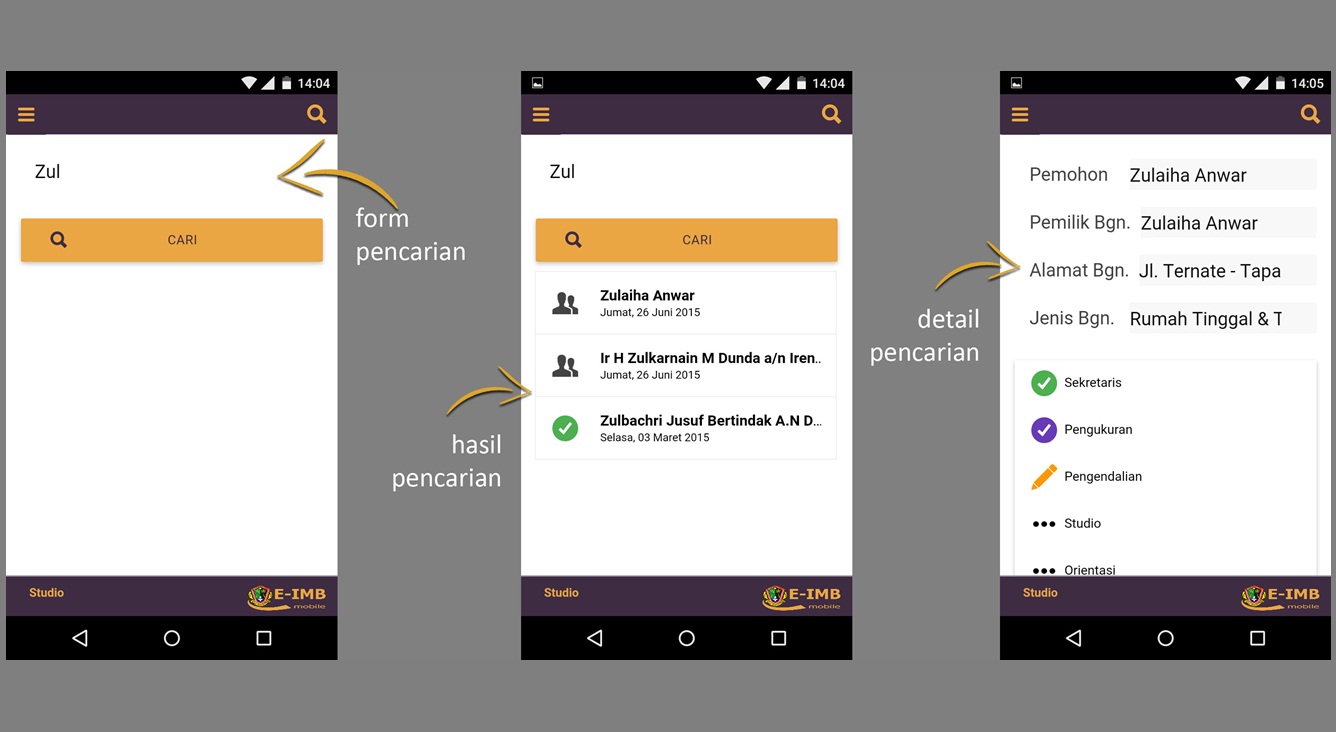 14:04
Zul
CARI
Studio
E-IMB
mobile
form
pencarian
14:04
Zul
CARI
Zulaiha Anwar
Jumat, 26 Juni 2015
Ir H Zulkarnain M Dunda a/n Iren..
Jumat, 26 Juni 2015
Zulbachri Jusuf Bertindak A.N D...
Selasa, 03 Maret 2015
Studio
E-IMB
mobile
hasil
pencarian
14:05
Pemohon Zulaiha Anwar
Pemilik Bgn. Zulaiha Anwar
Alamat Bgn. Jl. Ternate - Tapa
Jenis Bgn. Rumah Tinggal & T
Sekretaris
Pengukuran
Pengendalian
Studio
Orientasi
Studio
E-IMB
mobile
detail
pencarian